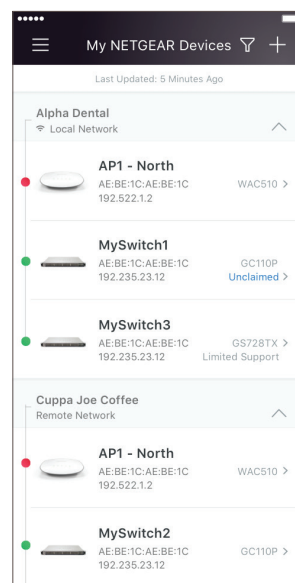 My NETGEAR Devices
Last Updated: 5 Minutes Ago
Alpha Dental
Local Network
AP1 - North
AE:BE:1C:AE:BE:1C WAC510 >
192.522.1.2
MySwitch1
AE:BE:1C:AE:BE:1C GC110P
192.235.23.12 Unclaimed >
MySwitch3
AE:BE:1C:AE:BE:1C GS728TX >
192.235.23.12 Limited Support
Cuppa Joe Coffee
Remote Network
AP1 - North
AE:BE:1C:AE:BE:1C WAC510 >
192.522.1.2
MySwitch2
AE:BE:1C:AE:BE:1C GC110P >
192.235.23.12